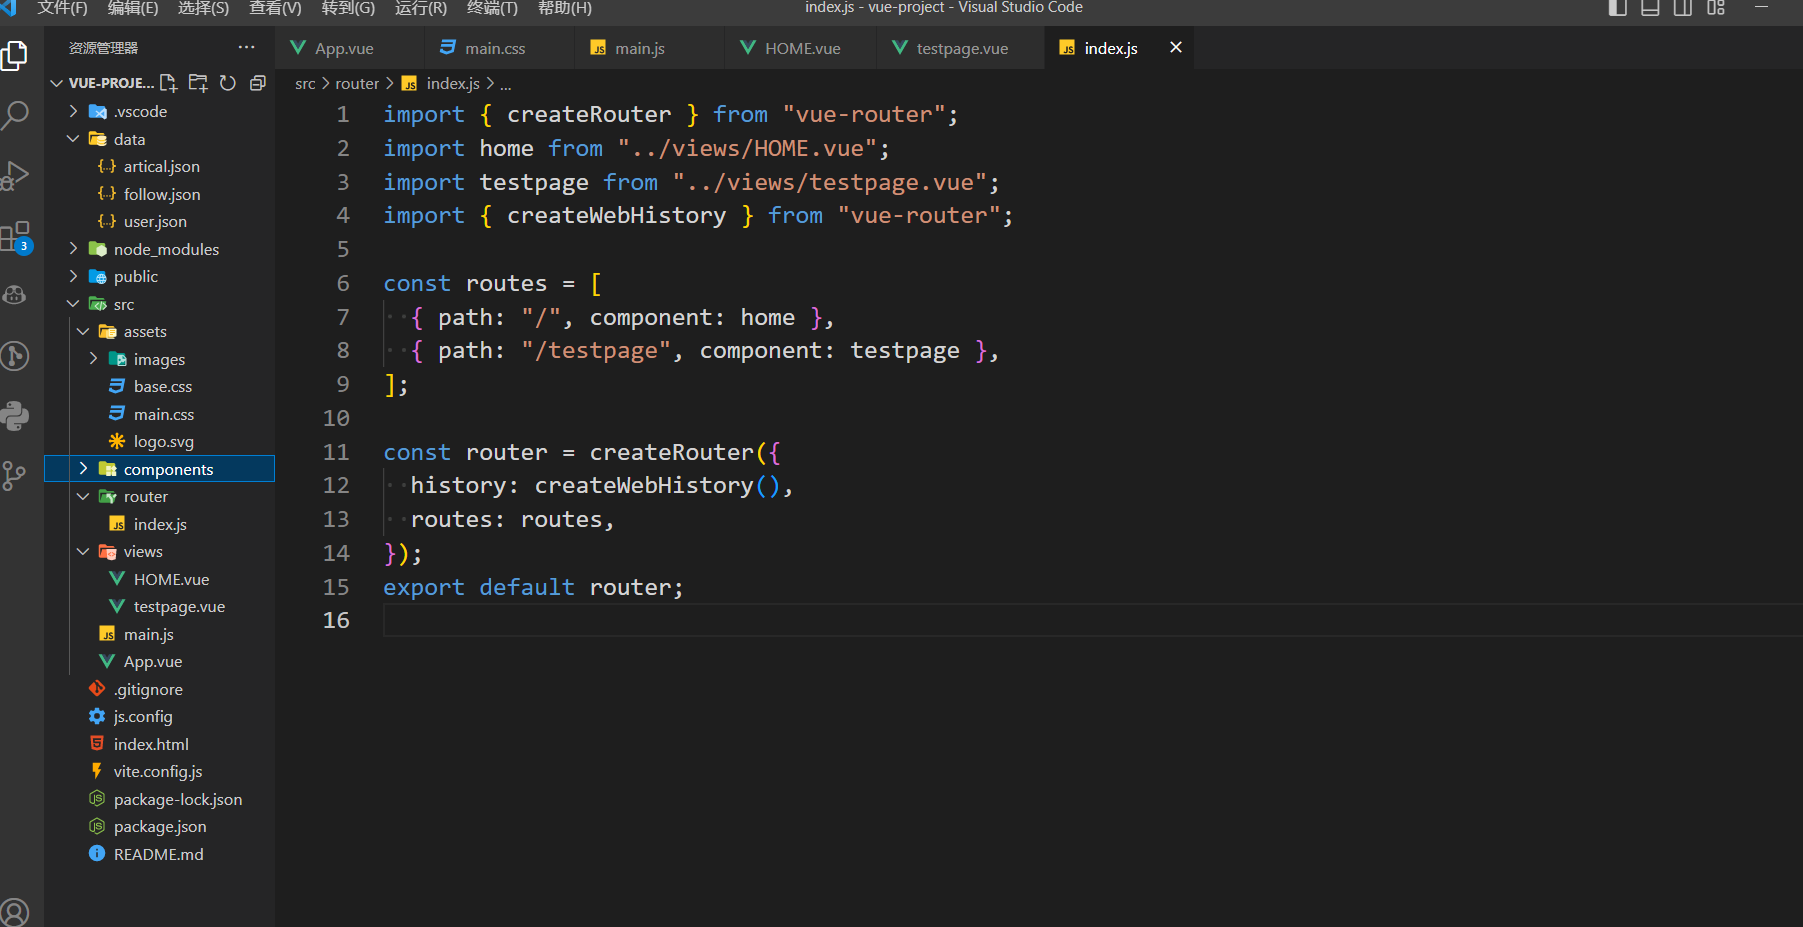 文件(F) 编辑(E) 选择(S) 查看(V) 转到(G) 运行(R) 终端(T) 帮助(H) index.js - vue-project - Visual Studio Code
资源管理器 ···
App.vue main.css JS main.js HOME.vue testpage.vue JS index.js ×
VUE-PROJE...
src > router > JS index.js > ...
.vscode
data
{..} artical.json
{..} follow.json
{..} user.json
node_modules
public
src
assets
images
base.css
main.css
logo.svg
components
router
JS index.js
views
HOME.vue
testpage.vue
JS main.js
App.vue
.gitignore
js.config
index.html
vite.config.js
package-lock.json
package.json
README.md
3
1 import { createRouter } from "vue-router";
2 import home from "../views/HOME.vue";
3 import testpage from "../views/testpage.vue";
4 import { createWebHistory } from "vue-router";
5
6 const routes = [
7 { path: "/", component: home },
8 { path: "/testpage", component: testpage },
9 ];
10
11 const router = createRouter({
12 history: createWebHistory(),
13 routes: routes,
14 });
15 export default router;
16